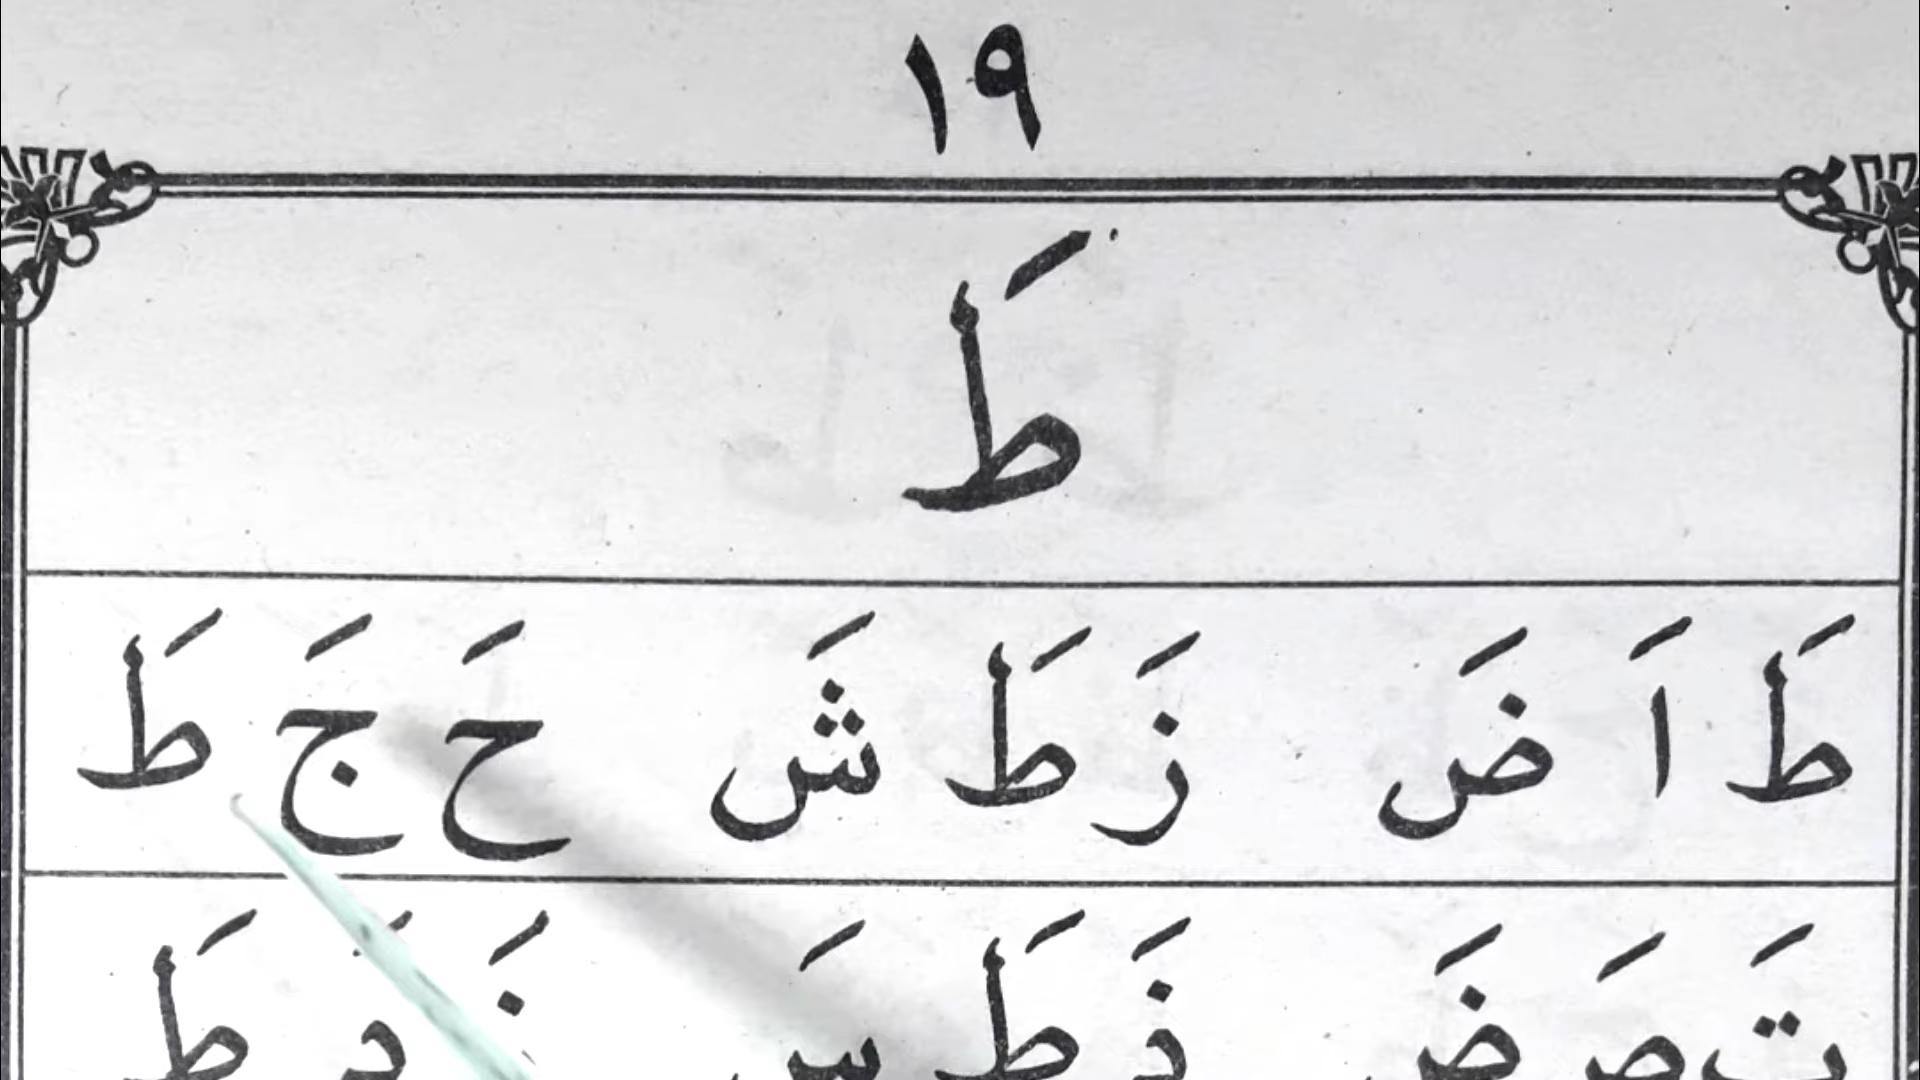 ١٩
طَ
طَ اَ ضَ زَ طَ شَ حَ جَ طَ
تَ صَ ضَ ذَ طَ سَ طَ